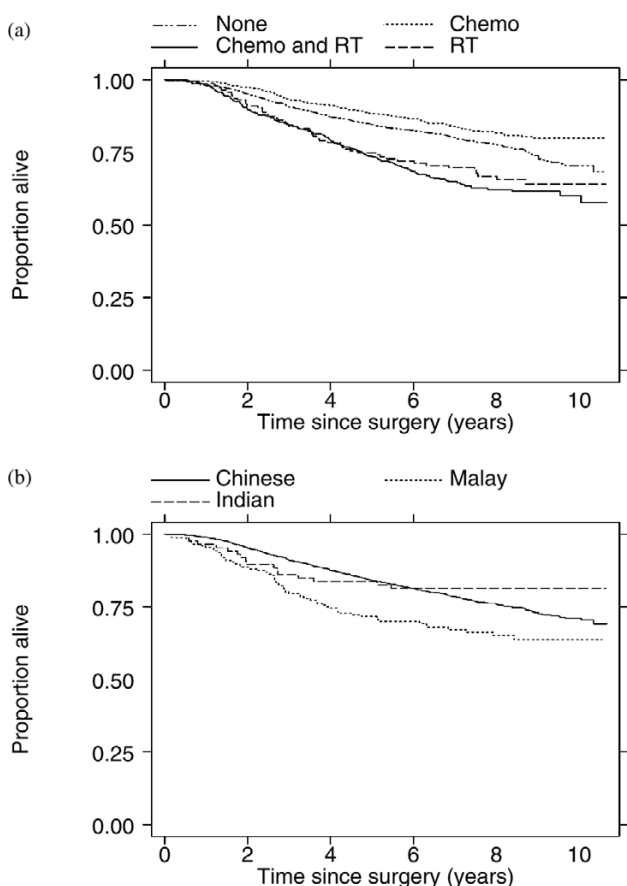 (a)
None Chemo
Chemo and RT RT
1.00
0.75
0.50
0.25
0.00
Proportion alive
0 2 4 6 8 10
Time since surgery (years)
(b)
Chinese Malay
Indian
1.00
0.75
0.50
0.25
0.00
Proportion alive
0 2 4 6 8 10
Time since surgery (years)